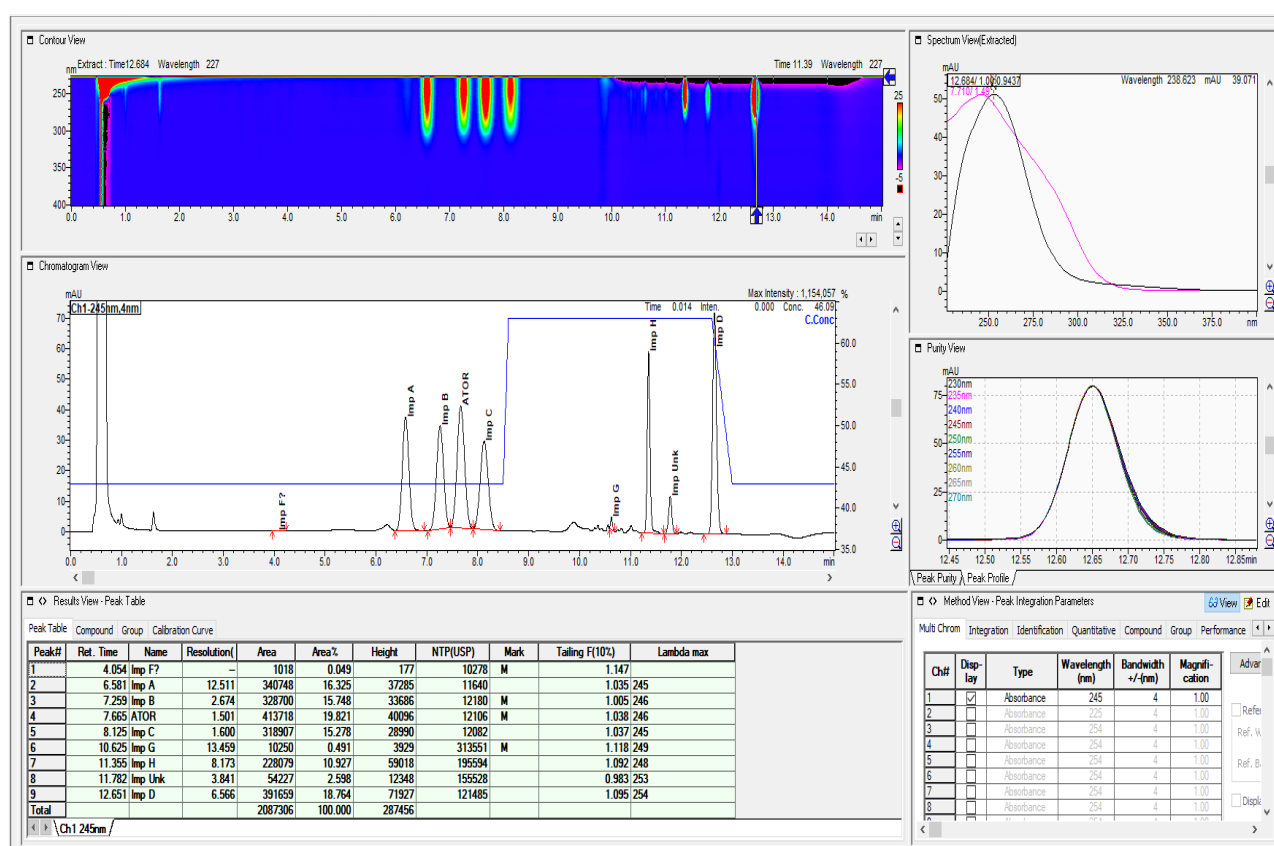 Contour View
nm Extract : Time12.684 Wavelength 227 Time 11.39 Wavelength 227
250
300
350
400
25
-5
0.0 1.0 2.0 3.0 4.0 5.0 6.0 7.0 8.0 9.0 10.0 11.0 12.0 13.0 14.0 min
Spectrum View(Extracted)
mAU
12.684/ 1.00 0.9437 Wavelength 238.623 mAU 39.071
7.710/ 1.49
50
40
30
20
10
0
250.0 275.0 300.0 325.0 350.0 375.0 nm
Chromatogram View
mAU Max Intensity : 1,154,057 %
Ch1-245nm,4nm Time 0.014 Inten. 0.000 Conc. 46.09
C.Conc
70
60
50
40
30
20
10
0
60.0
55.0
50.0
45.0
40.0
35.0
Imp F?
Imp A
Imp B
ATOR
Imp C
Imp G
Imp H
Imp Unk
Imp D
0.0 1.0 2.0 3.0 4.0 5.0 6.0 7.0 8.0 9.0 10.0 11.0 12.0 13.0 14.0 min
Purity View
mAU
75
50
25
0
230nm
235nm
240nm
245nm
250nm
255nm
260nm
265nm
270nm
12.45 12.50 12.55 12.60 12.65 12.70 12.75 12.80 12.85min
Peak Purity Peak Profile
Results View - Peak Table
Peak Table Compound Group Calibration Curve
Peak# Ret. Time Name Resolution( Area Area% Height NTP(USP) Mark Tailing F(10%) Lambda max
1 4.054 Imp F? -- 1018 0.049 177 10278 M 1.147
2 6.581 Imp A 12.511 340748 16.325 37285 11640 1.035 245
3 7.259 Imp B 2.674 328700 15.748 33686 12180 M 1.005 246
4 7.665 ATOR 1.501 413718 19.821 40096 12106 M 1.038 246
5 8.125 Imp C 1.600 318907 15.278 28990 12082 1.037 245
6 10.625 Imp G 13.459 10250 0.491 3929 313551 M 1.118 249
7 11.355 Imp H 8.173 228079 10.927 59018 195594 1.092 248
8 11.782 Imp Unk 3.841 54227 2.598 12348 155528 0.983 253
9 12.651 Imp D 6.566 391659 18.764 71927 121485 1.095 254
Total 2087306 100.000 287456
Ch1 245nm
Method View - Peak Integration Parameters View Edit
Multi Chrom Integration Identification Quantitative Compound Group Performance
Ch# Disp-lay Type Wavelength (nm) Bandwidth +/-(nm) Magnifi-cation
1 Absorbance 245 4 1.00
2 Absorbance 225 4 1.00
3 Absorbance 254 4 1.00
4 Absorbance 254 4 1.00
5 Absorbance 254 4 1.00
6 Absorbance 254 4 1.00
7 Absorbance 254 4 1.00
8 Absorbance 254 4 1.00
Advar
Refer
Ref. W
Ref. B
Displa